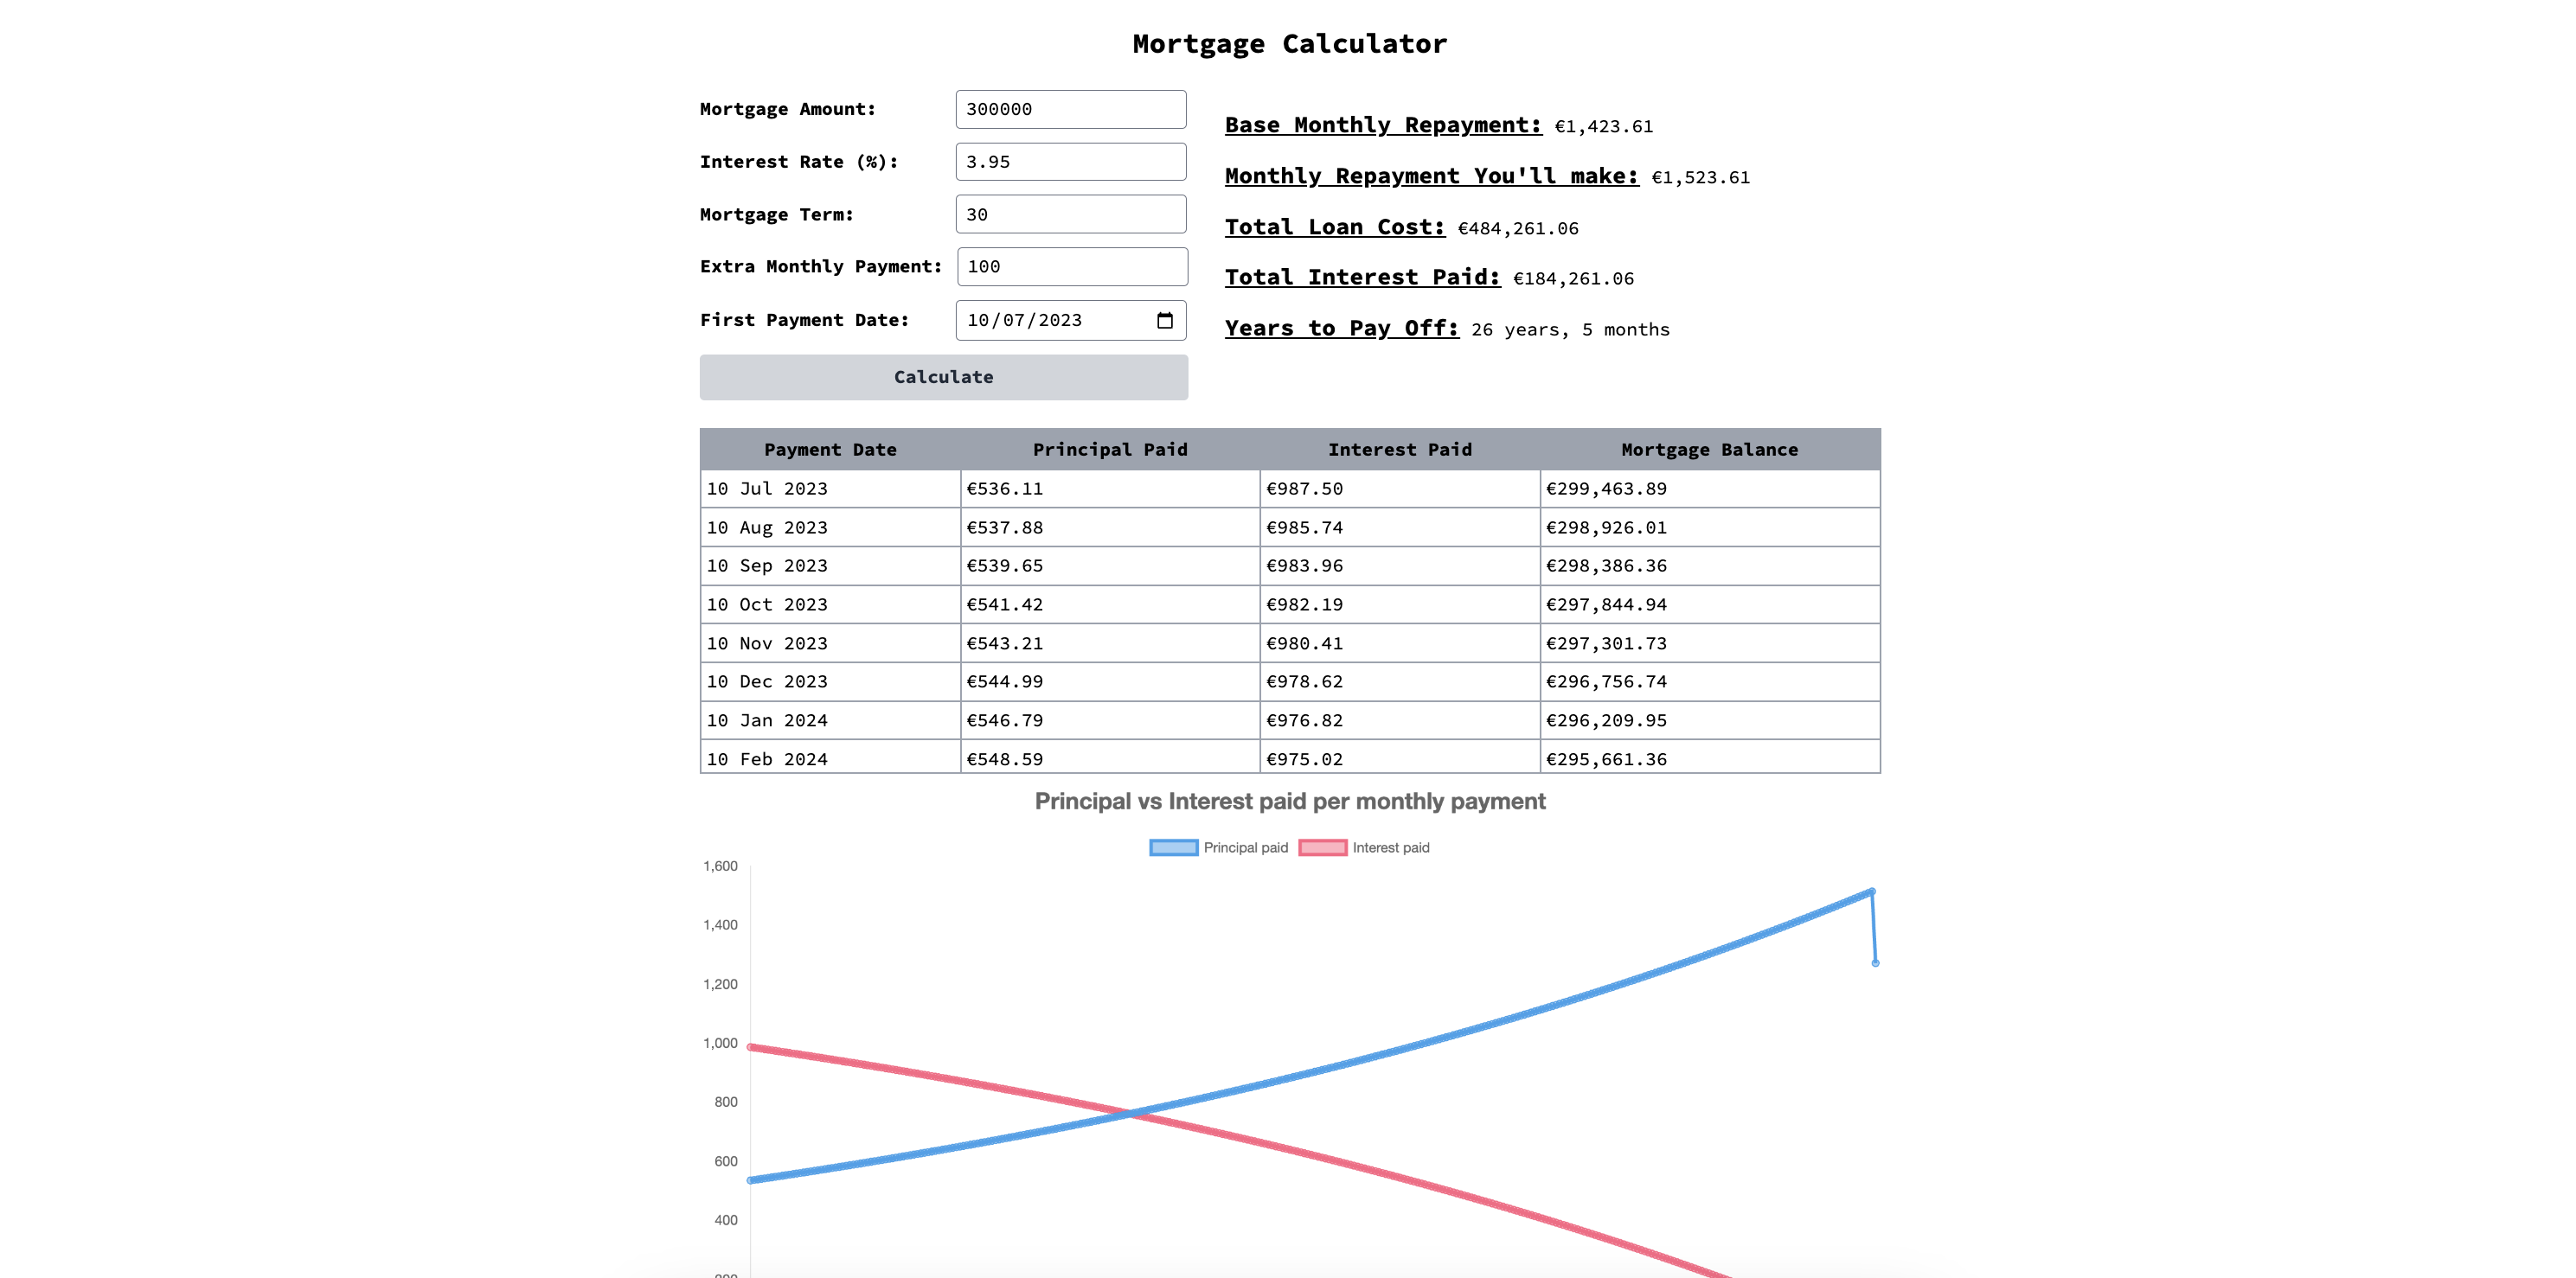 Mortgage Calculator
Mortgage Amount: 300000
Interest Rate (%): 3.95
Mortgage Term: 30
Extra Monthly Payment: 100
First Payment Date: 10/07/2023
Calculate
Base Monthly Repayment: €1,423.61
Monthly Repayment You'll make: €1,523.61
Total Loan Cost: €484,261.06
Total Interest Paid: €184,261.06
Years to Pay Off: 26 years, 5 months
Payment Date Principal Paid Interest Paid Mortgage Balance
10 Jul 2023 €536.11 €987.50 €299,463.89
10 Aug 2023 €537.88 €985.74 €298,926.01
10 Sep 2023 €539.65 €983.96 €298,386.36
10 Oct 2023 €541.42 €982.19 €297,844.94
10 Nov 2023 €543.21 €980.41 €297,301.73
10 Dec 2023 €544.99 €978.62 €296,756.74
10 Jan 2024 €546.79 €976.82 €296,209.95
10 Feb 2024 €548.59 €975.02 €295,661.36
Principal vs Interest paid per monthly payment
Principal paid Interest paid
1,600
1,400
1,200
1,000
800
600
400